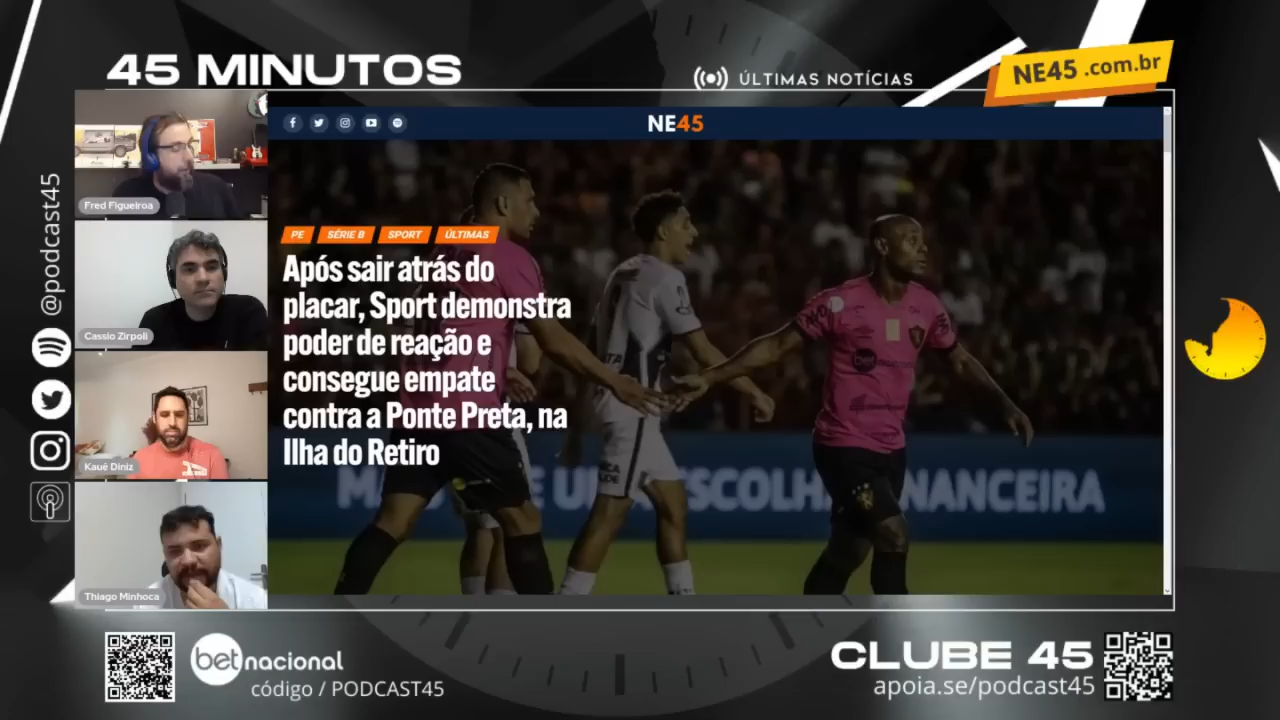 45 MINUTOS
ÚLTIMAS NOTÍCIAS
NE45 .com.br
NE45
@podcast45
Fred Figueiroa
Cassio Zirpoli
Kauê Diniz
Thiago Minhoca
PE SÉRIE B SPORT ÚLTIMAS
Após sair atrás do
placar, Sport demonstra
poder de reação e
consegue empate
contra a Ponte Preta, na
Ilha do Retiro
bet
betnacional
código / PODCAST45
CLUBE 45
apoia.se/podcast45